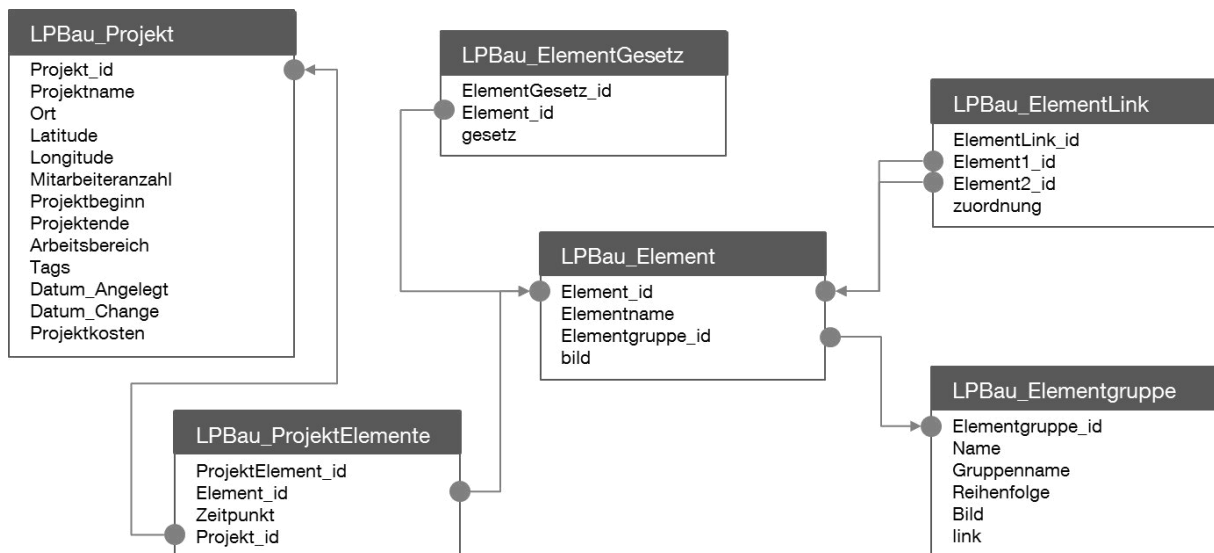 LPBau_Projekt
Projekt_id
Projektname
Ort
Latitude
Longitude
Mitarbeiteranzahl
Projektbeginn
Projektende
Arbeitsbereich
Tags
Datum_Angelegt
Datum_Change
Projektkosten
LPBau_ElementGesetz
ElementGesetz_id
Element_id
gesetz
LPBau_ElementLink
ElementLink_id
Element1_id
Element2_id
zuordnung
LPBau_Element
Element_id
Elementname
Elementgruppe_id
bild
LPBau_ProjektElemente
ProjektElement_id
Element_id
Zeitpunkt
Projekt_id
LPBau_Elementgruppe
Elementgruppe_id
Name
Gruppenname
Reihenfolge
Bild
link